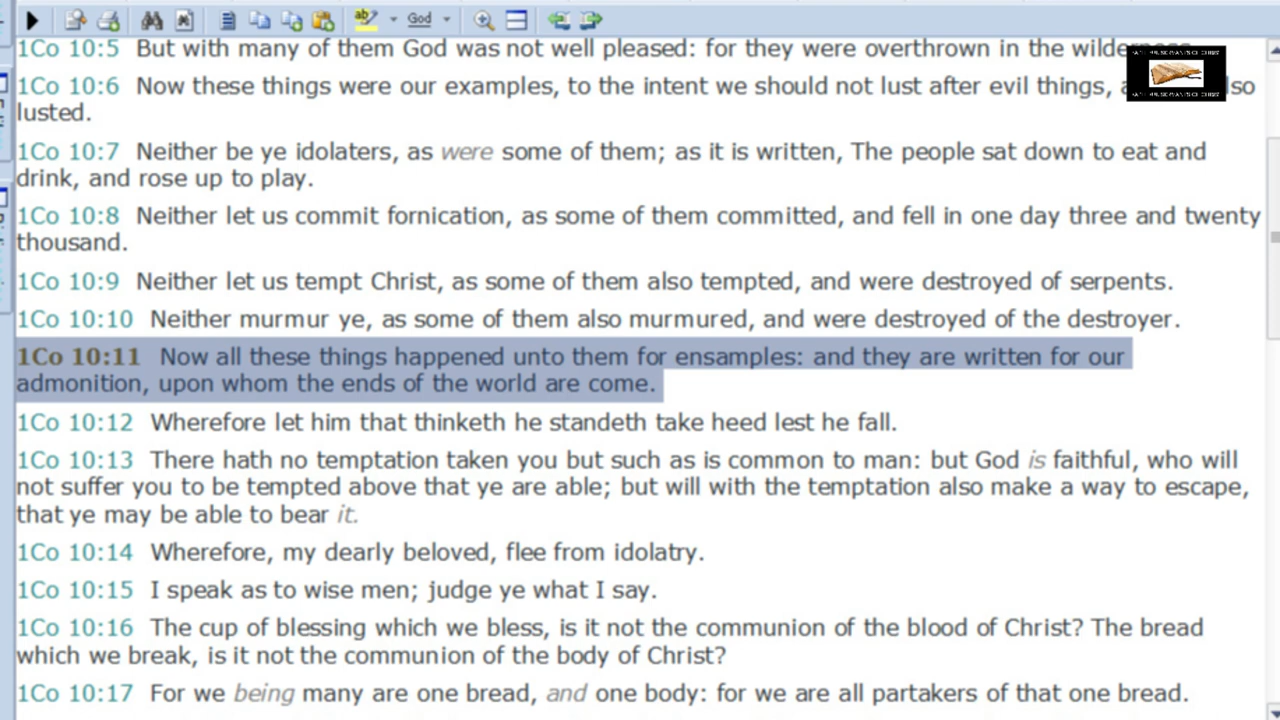 God
1Co 10:5 But with many of them God was not well pleased: for they were overthrown in the
1Co 10:6 Now these things were our examples, to the intent we should not lust after evil things,
lusted.
1Co 10:7 Neither be ye idolaters, as were some of them; as it is written, The people sat down to eat and
drink, and rose up to play.
1Co 10:8 Neither let us commit fornication, as some of them committed, and fell in one day three and twenty
thousand.
1Co 10:9 Neither let us tempt Christ, as some of them also tempted, and were destroyed of serpents.
1Co 10:10 Neither murmur ye, as some of them also murmured, and were destroyed of the destroyer.
1Co 10:11 Now all these things happened unto them for ensamples: and they are written for our
admonition, upon whom the ends of the world are come.
1Co 10:12 Wherefore let him that thinketh he standeth take heed lest he fall.
1Co 10:13 There hath no temptation taken you but such as is common to man: but God is faithful, who will
not suffer you to be tempted above that ye are able; but will with the temptation also make a way to escape,
that ye may be able to bear it.
1Co 10:14 Wherefore, my dearly beloved, flee from idolatry.
1Co 10:15 I speak as to wise men; judge ye what I say.
1Co 10:16 The cup of blessing which we bless, is it not the communion of the blood of Christ? The bread
which we break, is it not the communion of the body of Christ?
1Co 10:17 For we being many are one bread, and one body: for we are all partakers of that one bread.